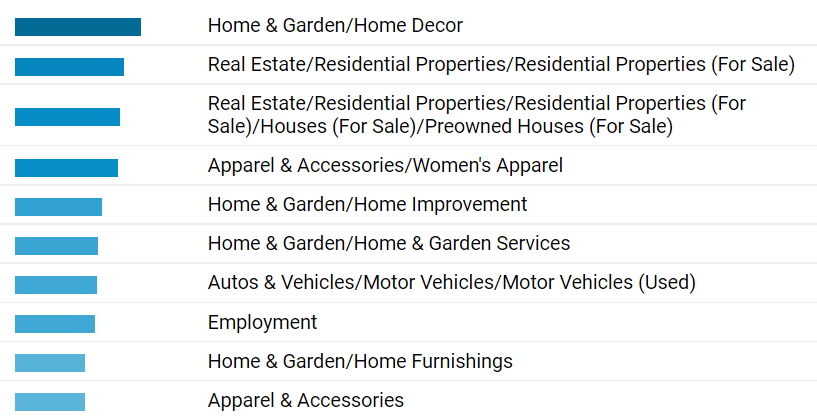 Home & Garden/Home Decor
Real Estate/Residential Properties/Residential Properties (For Sale)
Real Estate/Residential Properties/Residential Properties (For
Sale)/Houses (For Sale)/Preowned Houses (For Sale)
Apparel & Accessories/Women's Apparel
Home & Garden/Home Improvement
Home & Garden/Home & Garden Services
Autos & Vehicles/Motor Vehicles/Motor Vehicles (Used)
Employment
Home & Garden/Home Furnishings
Apparel & Accessories